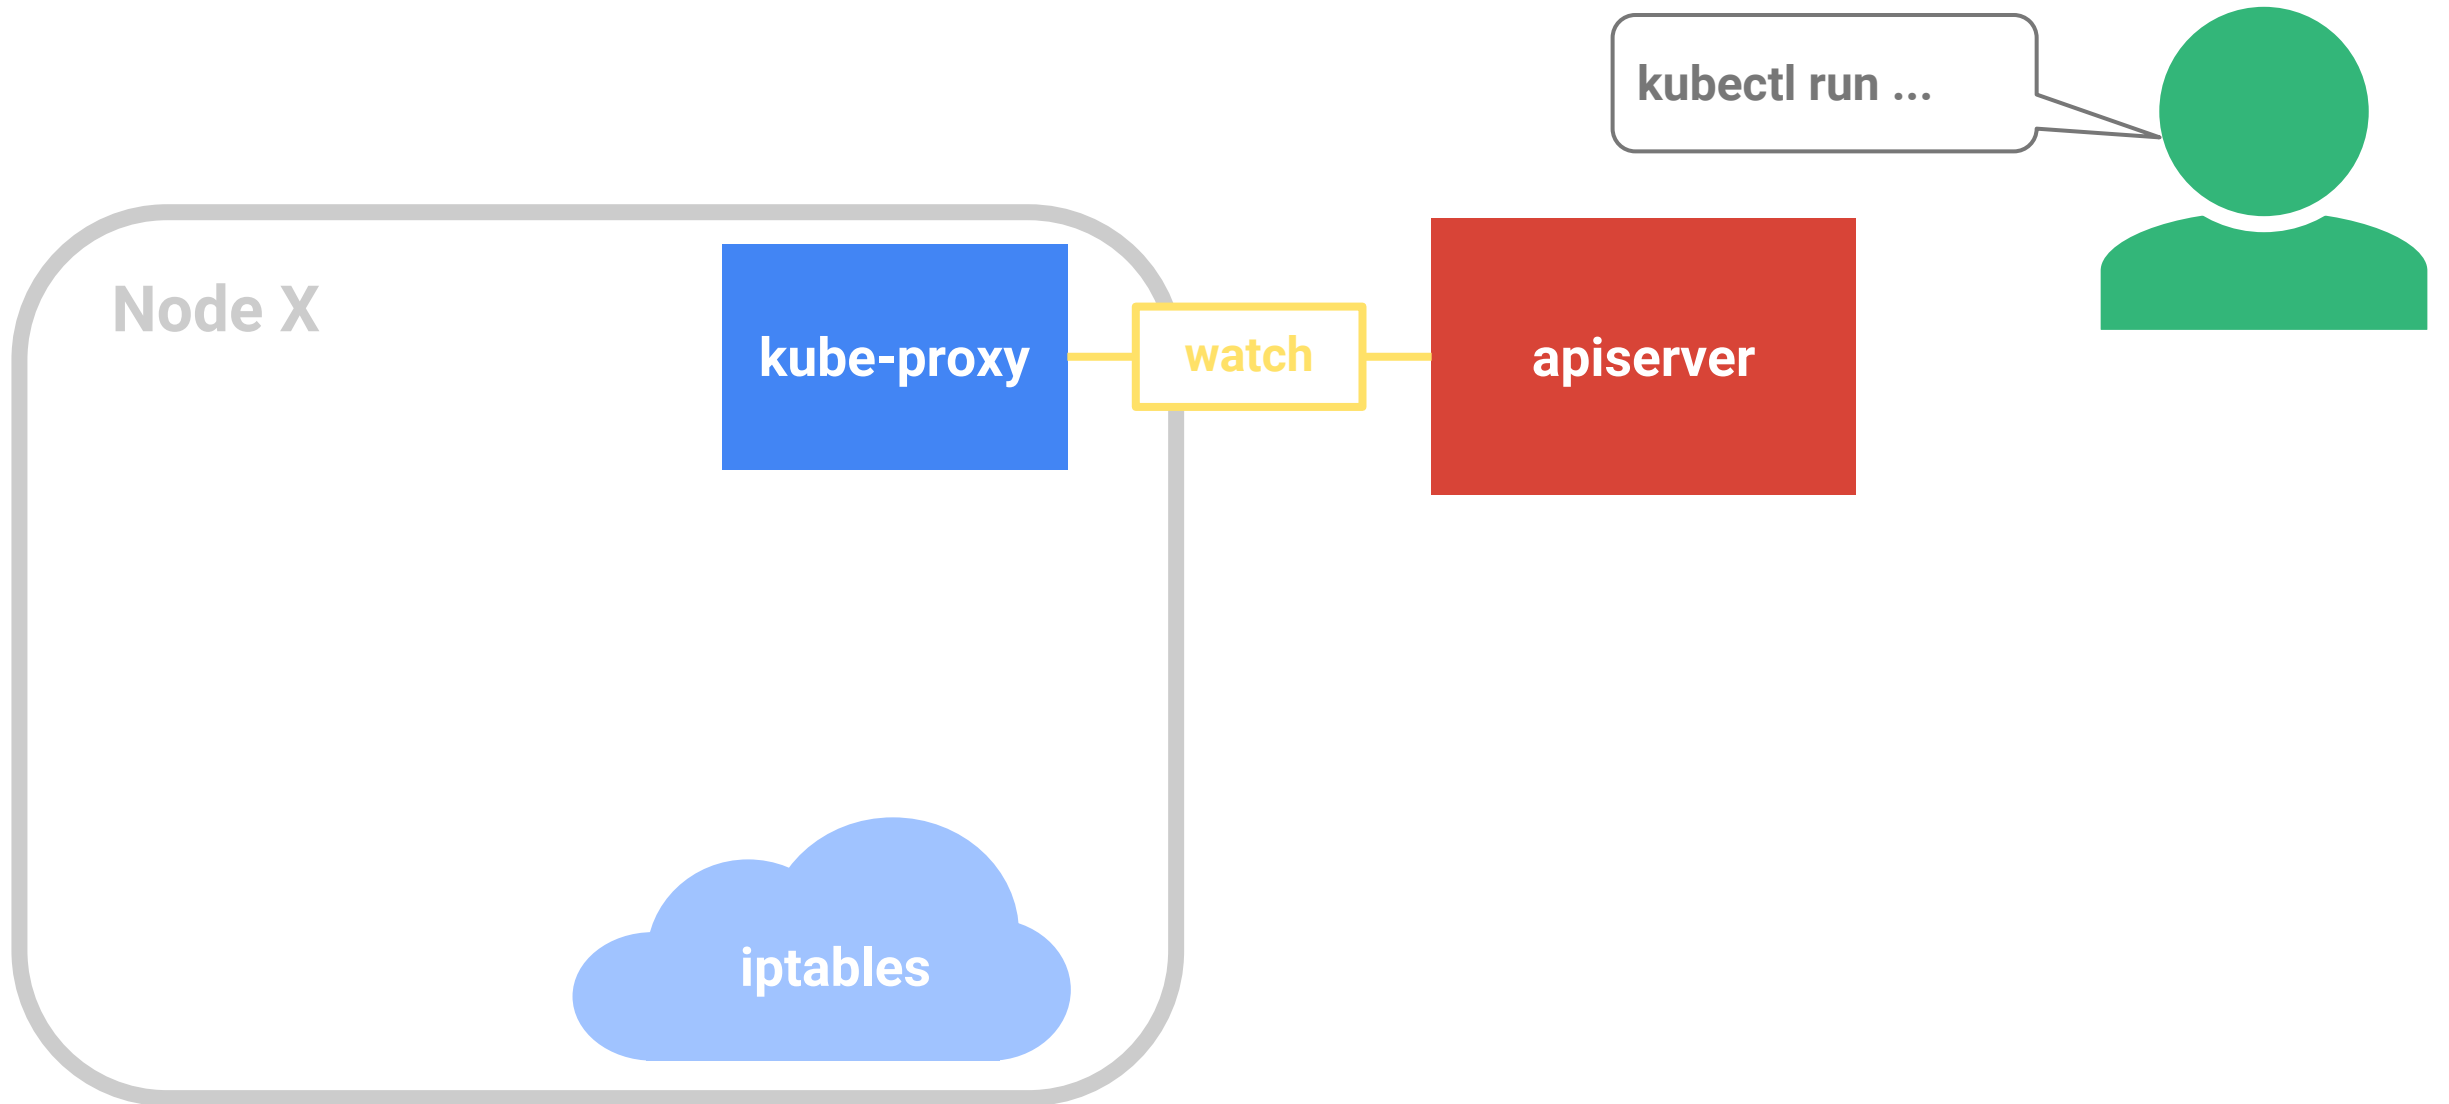 kubectl run ...
Node X
kube-proxy
watch
apiserver
iptables